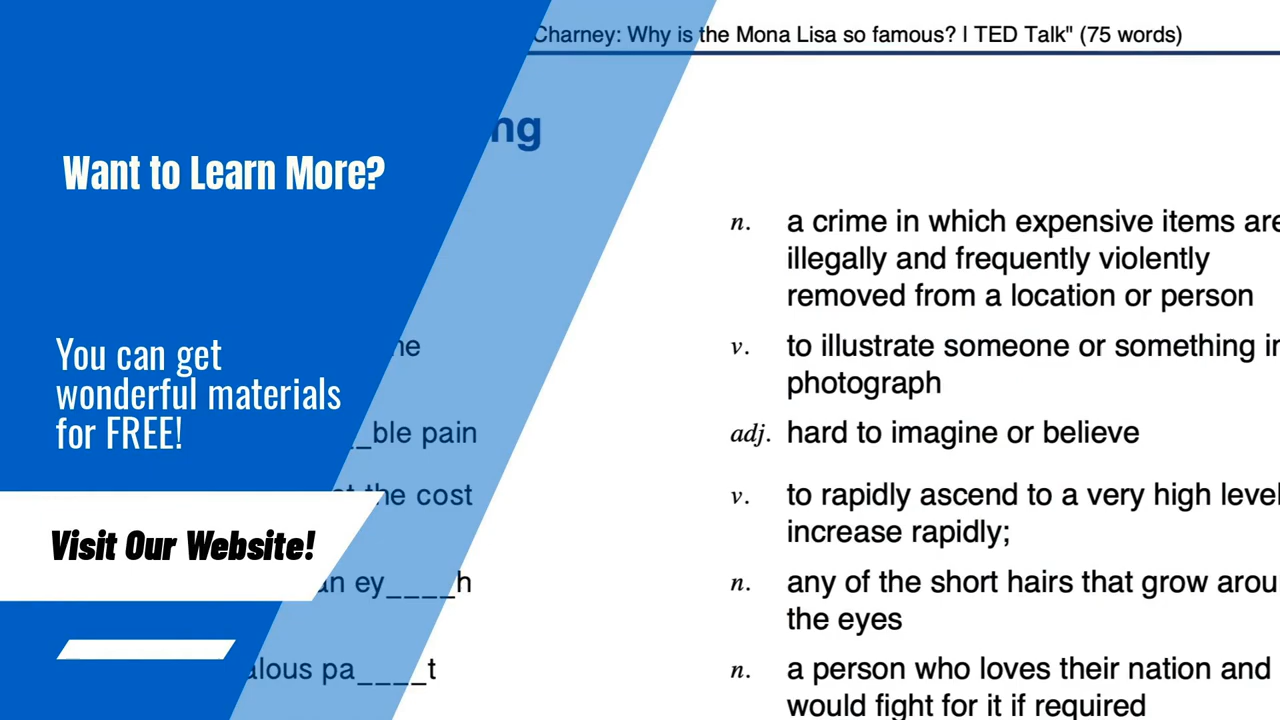 Charney: Why is the Mona Lisa so famous? | TED Talk" (75 words)
ng
Want to Learn More?
You can get
wonderful materials
for FREE!
Visit Our Website!
he
_ble pain
the cost
an ey____h
alous pa____t
n. a crime in which expensive items are
illegally and frequently violently
removed from a location or person
v. to illustrate someone or something in
photograph
adj. hard to imagine or believe
v. to rapidly ascend to a very high level
increase rapidly;
n. any of the short hairs that grow arou
the eyes
n. a person who loves their nation and
would fight for it if required